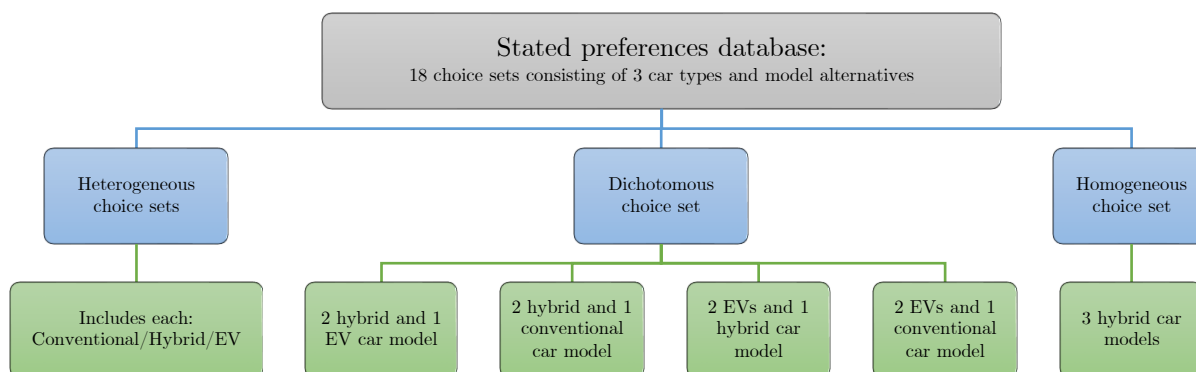 Stated preferences database:
18 choice sets consisting of 3 car types and model alternatives
Heterogeneous
choice sets
Dichotomous
choice set
Homogeneous
choice set
Includes each:
Conventional/Hybrid/EV
2 hybrid and 1
EV car model
2 hybrid and 1
conventional
car model
2 EVs and 1
hybrid car
model
2 EVs and 1
conventional
car model
3 hybrid car
models